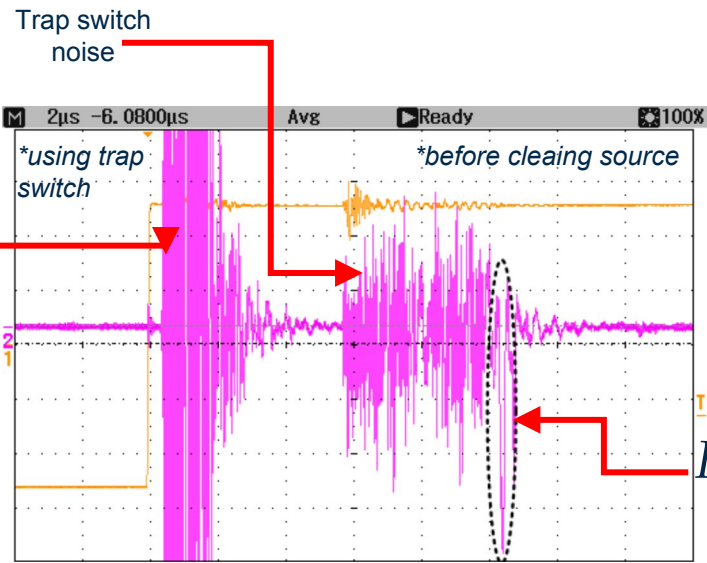 Trap switch
noise
M 2µs -6.0800µs Avg Ready 100%
*using trap
switch
*before cleaing source
2
1
T